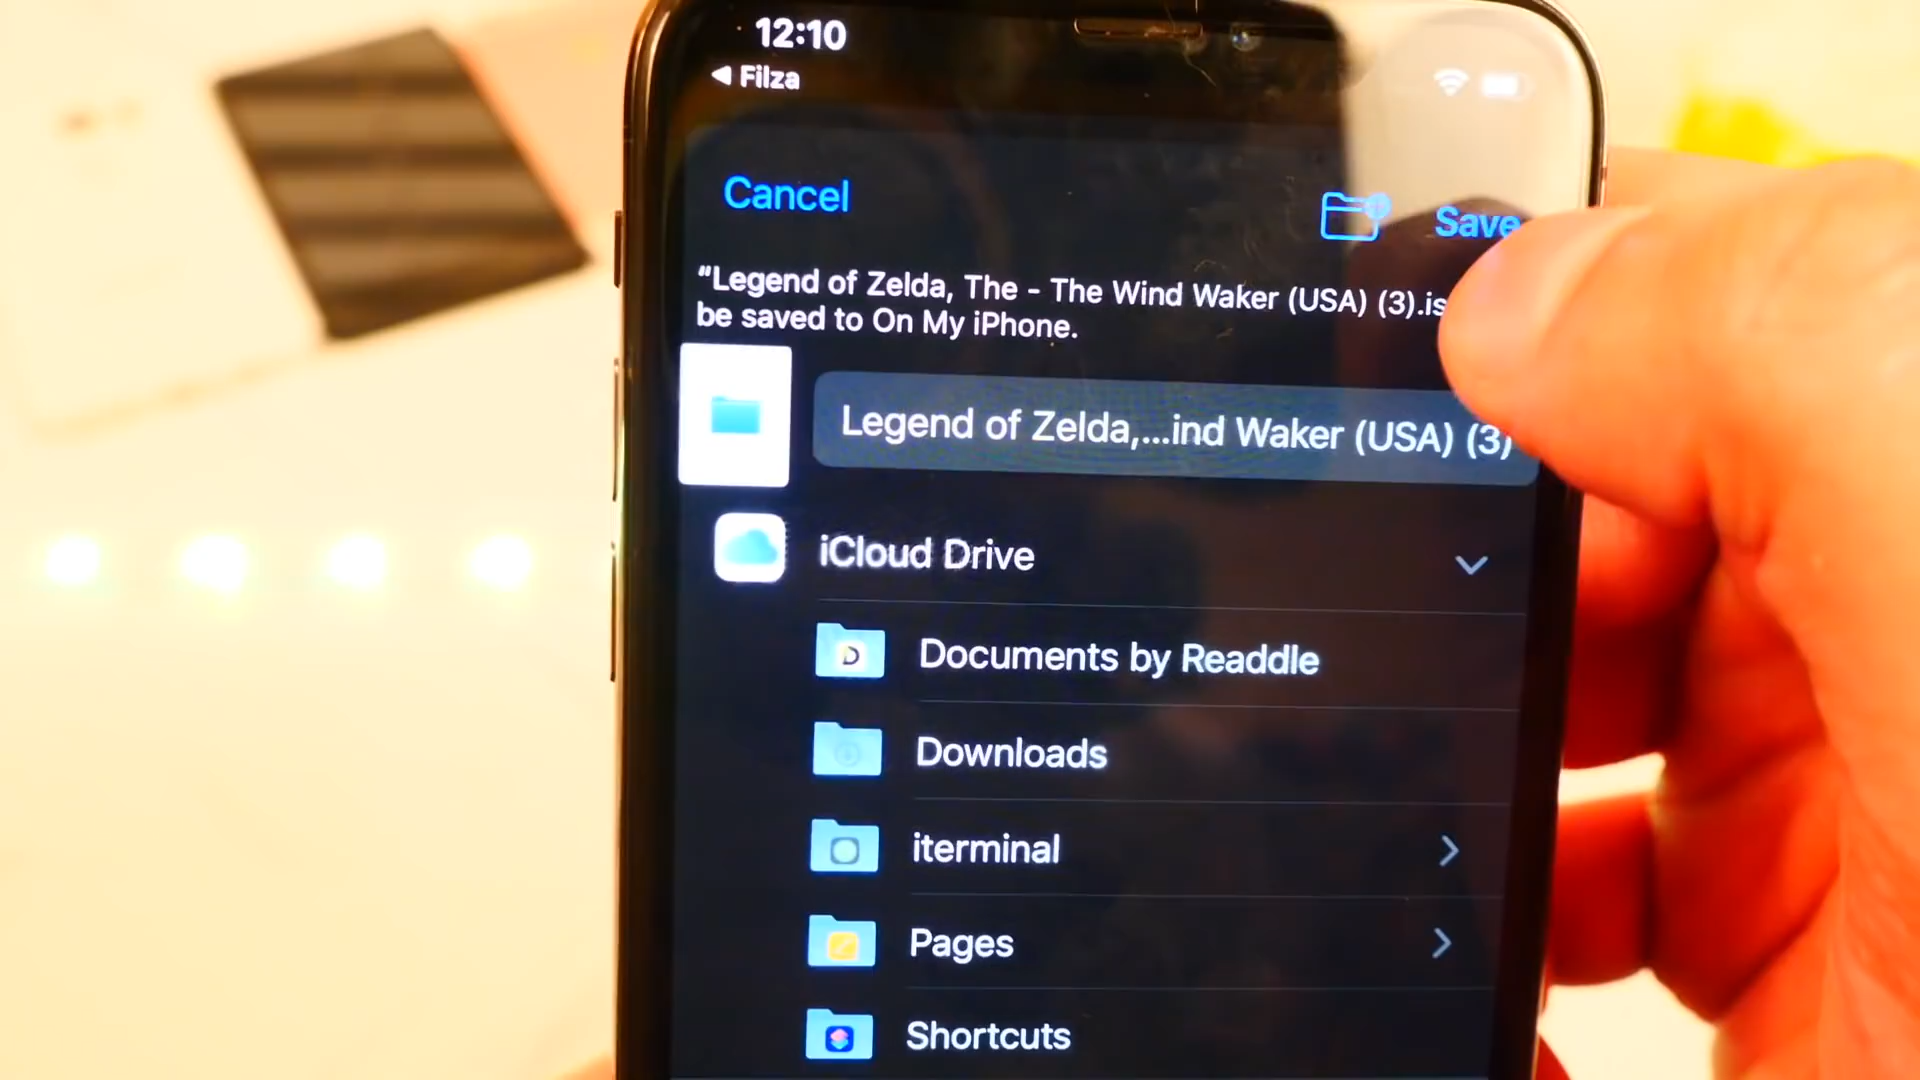 12:10
◀ Filza
Cancel
Save
“Legend of Zelda, The - The Wind Waker (USA) (3).is
be saved to On My iPhone.
Legend of Zelda,...ind Waker (USA) (3)
iCloud Drive
Documents by Readdle
Downloads
iterminal
Pages
Shortcuts